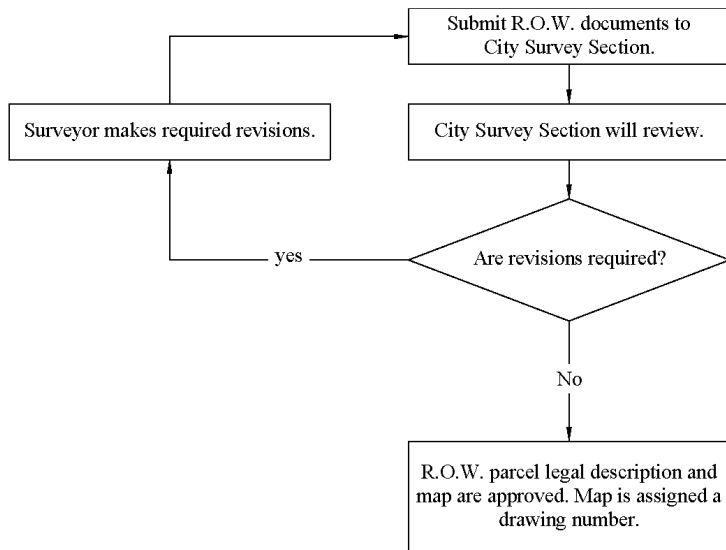 Submit R.O.W. documents to
City Survey Section.
Surveyor makes required revisions.
City Survey Section will review.
Are revisions required?
yes
No
R.O.W. parcel legal description and
map are approved. Map is assigned a
drawing number.